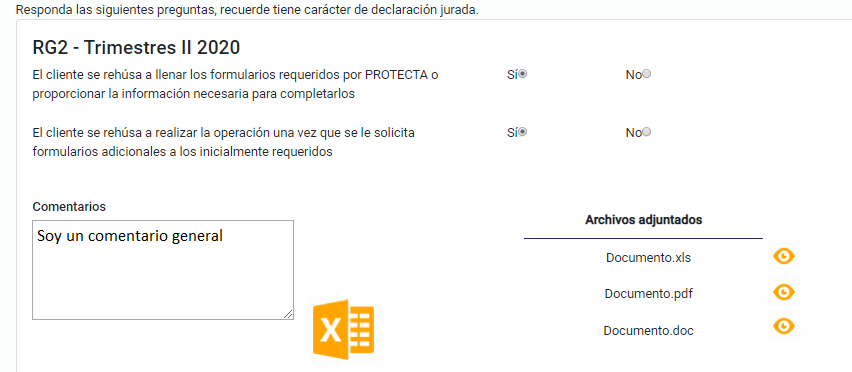 Responda las siguientes preguntas, recuerde tiene carácter de declaración jurada.
RG2 - Trimestres II 2020
El cliente se rehúsa a llenar los formularios requeridos por PROTECTA o
proporcionar la información necesaria para completarlos
Sí
No
El cliente se rehúsa a realizar la operación una vez que se le solicita
formularios adicionales a los inicialmente requeridos
Sí
No
Comentarios
Soy un comentario general
X
Archivos adjuntados
Documento.xls
Documento.pdf
Documento.doc